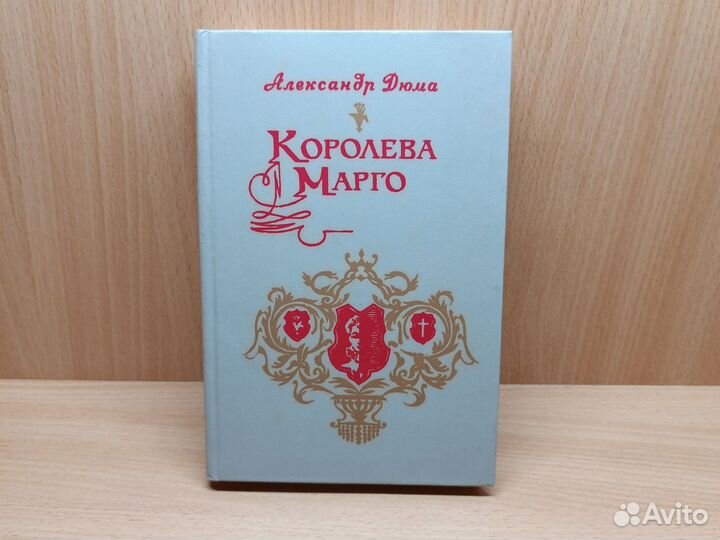 Александр Дюма
Королева
Марго
Avito